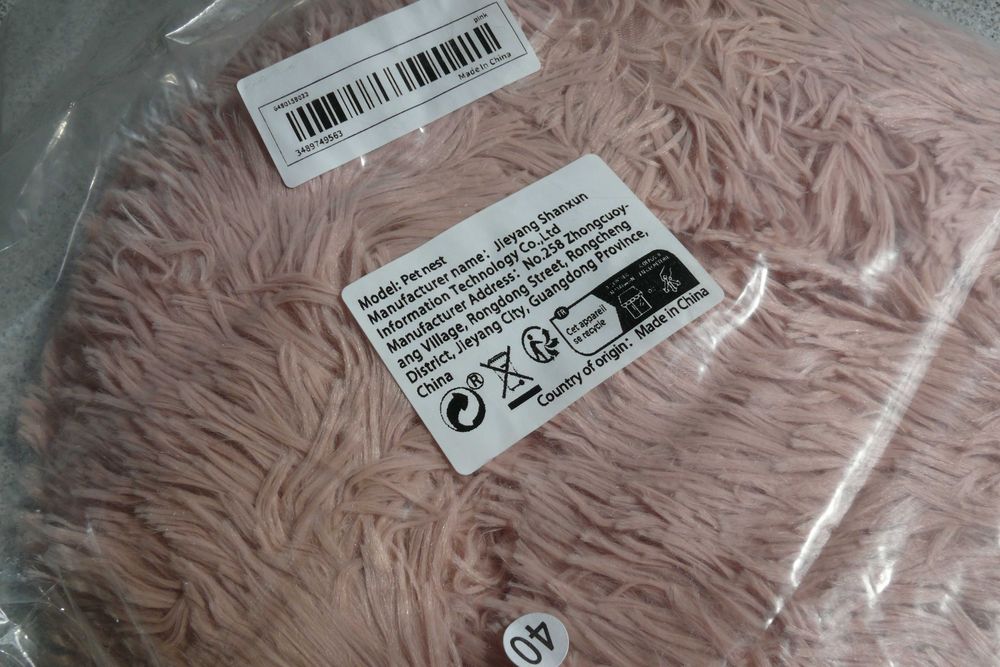 pink
6480158022
3489749563
Made In China
Model: Pet nest
Manufacturer name: Jieyang Shanxun
Information Technology Co.,Ltd
Manufacturer Address: No.258 Zhongcuoy-
ang Village, Rongdong Street, Rongcheng
District, Jieyang City, Guangdong Province,
China
®
FR
Cet appareil
se recycle
Country of origin: Made in China
40